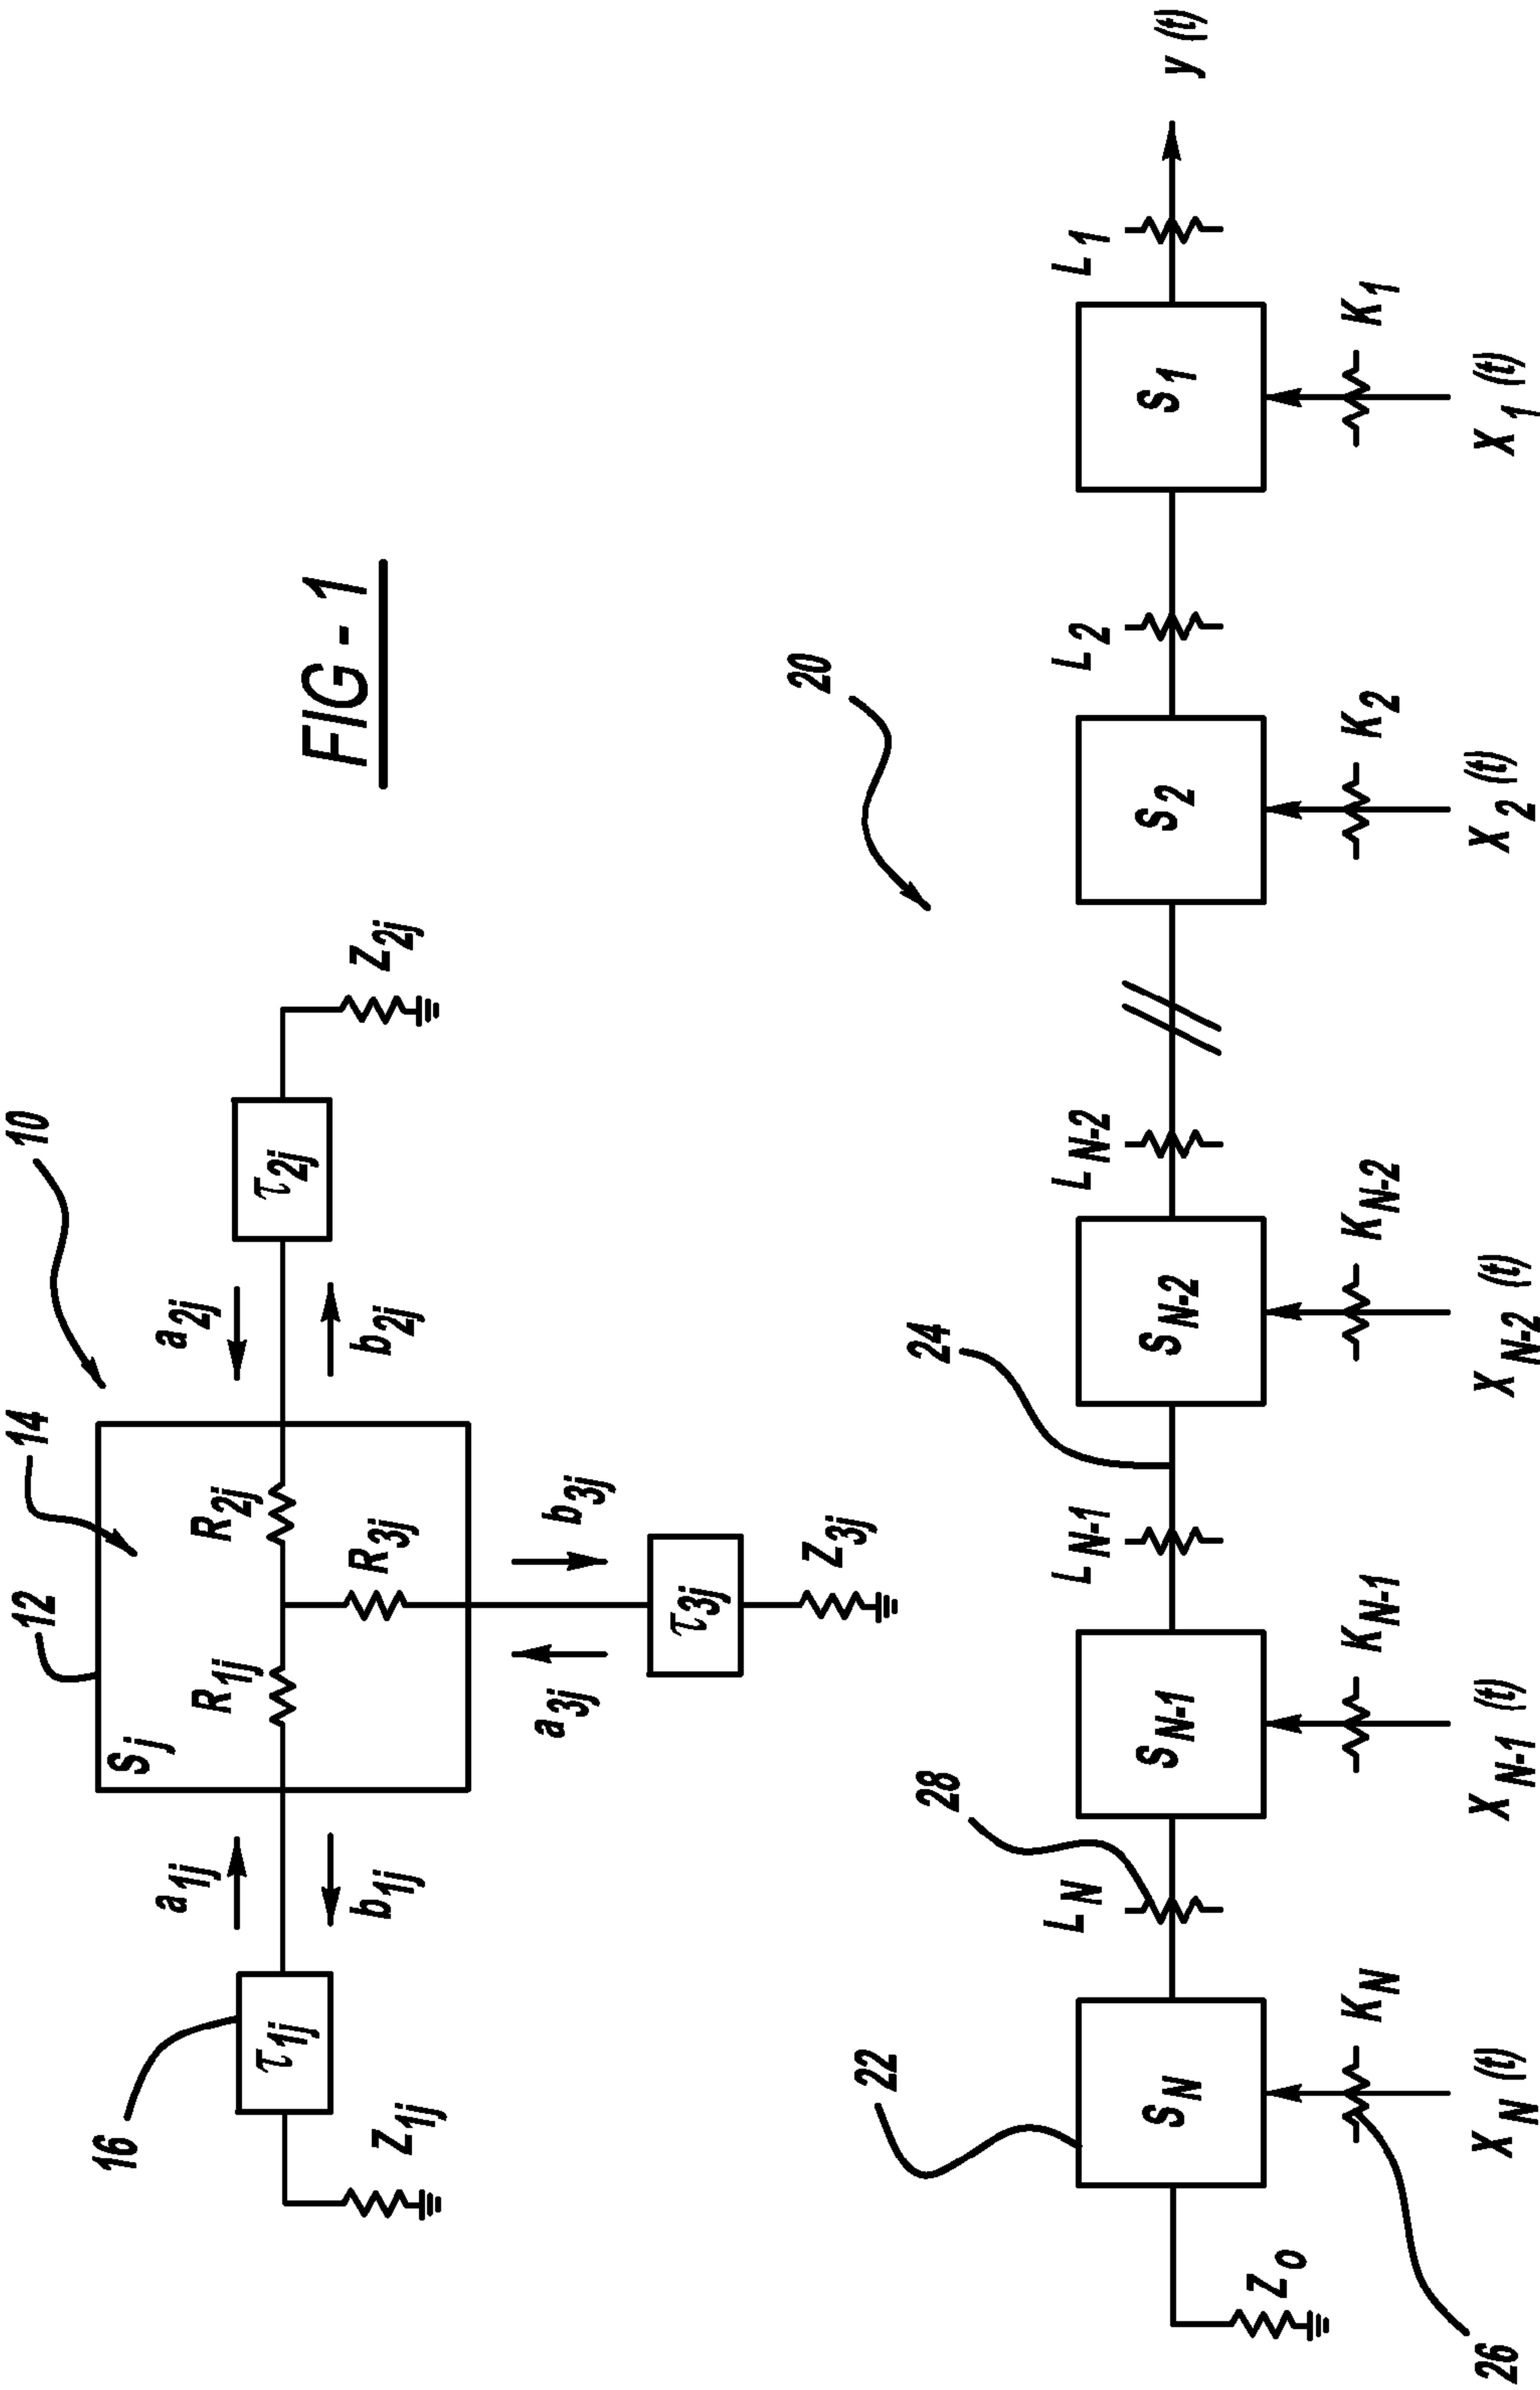 10
14
12
16
S_j
R_1j
R_2j
R_3j
a_1j
b_1j
a_2j
b_2j
a_3j
b_3j
τ_1j
τ_2j
τ_3j
Z_1j
Z_2j
Z_3j
FIG - 1
20
22
28
24
26
L_N
L_N-1
L_N-2
L_2
L_1
Z_0
S_N
S_N-1
S_N-2
S_2
S_1
y (t)
K_N
K_N-1
K_N-2
K_2
K_1
X_N (t)
X_N-1 (t)
X_N-2 (t)
X_2 (t)
X_1 (t)